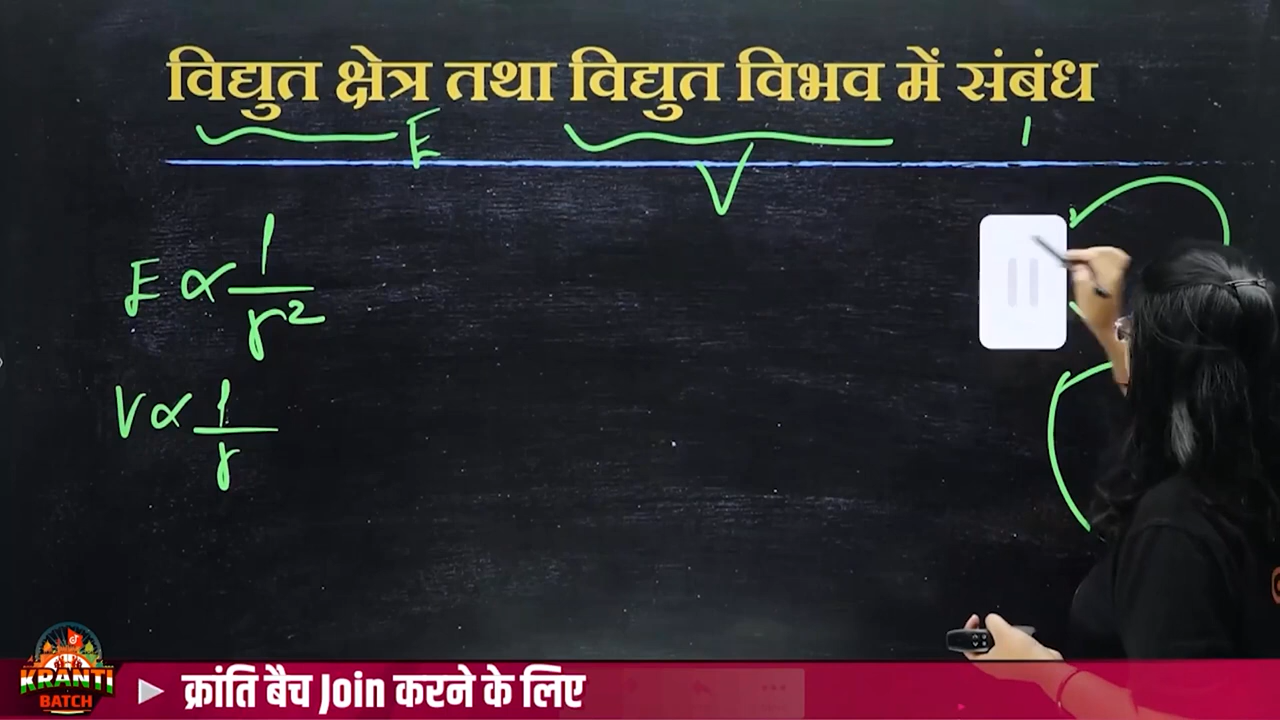 विद्युत क्षेत्र तथा विद्युत विभव में संबंध
E
V
E ∝ 1/r²
V ∝ 1/r
KRANTI
BATCH
क्रांति बैच Join करने के लिए